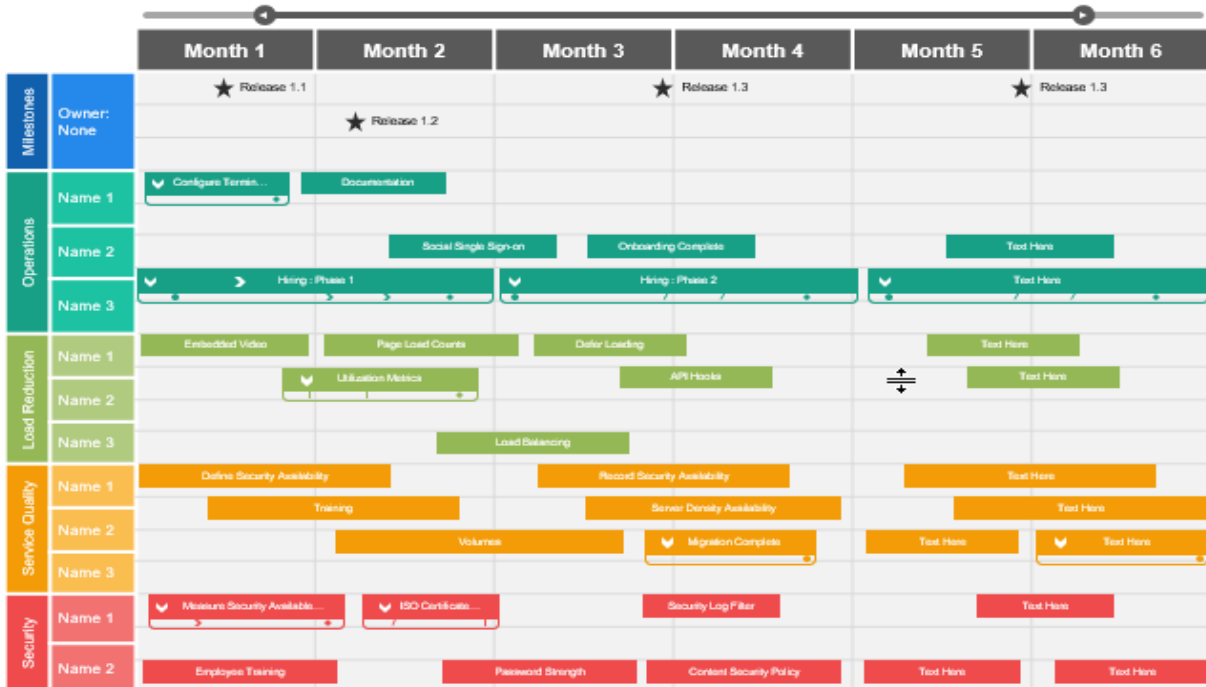 Month 1
Month 2
Month 3
Month 4
Month 5
Month 6
Milestones
Owner:
None
Release 1.1
Release 1.3
Release 1.3
Release 1.2
Operations
Name 1
Configure Termin...
Documentation
Name 2
Social Single Sign-on
Onboarding Complete
Text Here
Name 3
Hiring : Phase 1
Hiring : Phase 2
Text Here
Load Reduction
Name 1
Embedded Video
Page Load Counts
Defer Loading
Text Here
Name 2
Utilization Metrics
API Hooks
Text Here
Name 3
Load Balancing
Service Quality
Name 1
Define Security Availability
Record Security Availability
Text Here
Training
Server Density Availability
Text Here
Name 2
Volumes
Migration Complete
Text Here
Text Here
Name 3
Security
Name 1
Measure Security Available...
ISO Certificate...
Security Log Filter
Text Here
Name 2
Employee Training
Password Strength
Content Security Policy
Text Here
Text Here